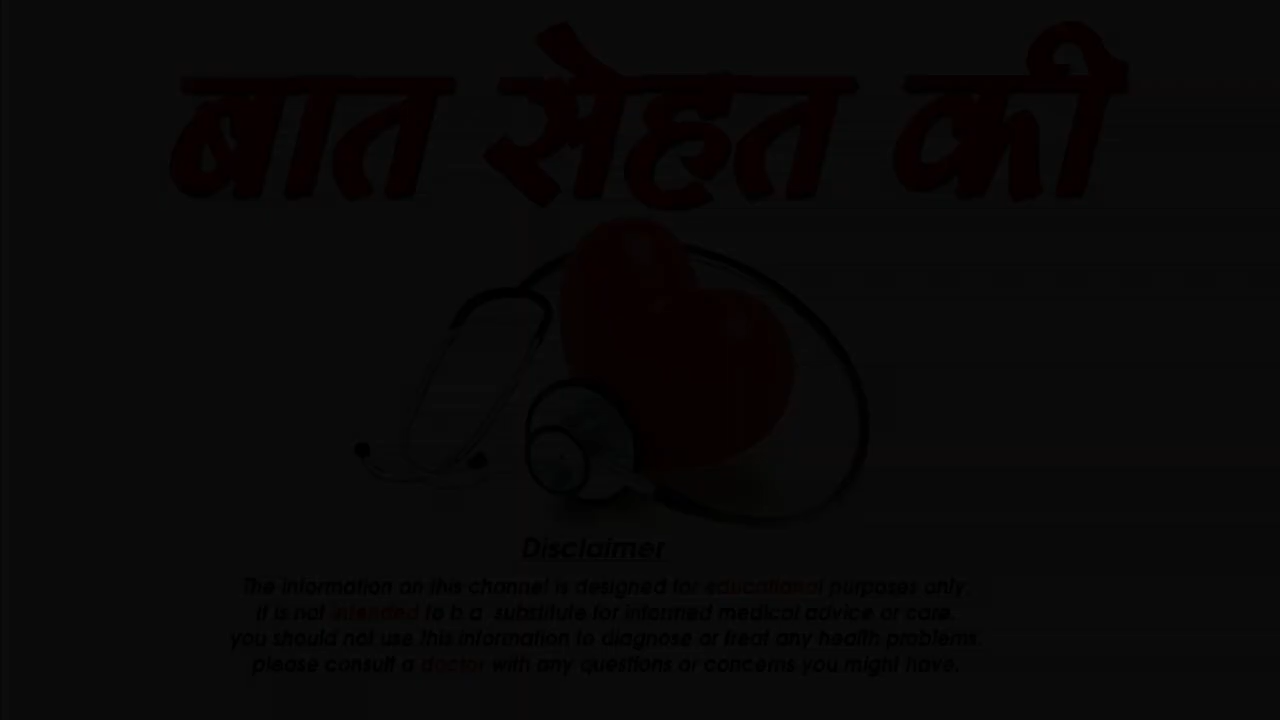 बात सेहत की
Disclaimer
The information on this channel is designed for educational purposes only.
it is not intended to b a substitute for informed medical advice or care.
you should not use this information to diagnose or treat any health problems.
please consult a doctor with any questions or concerns you might have.